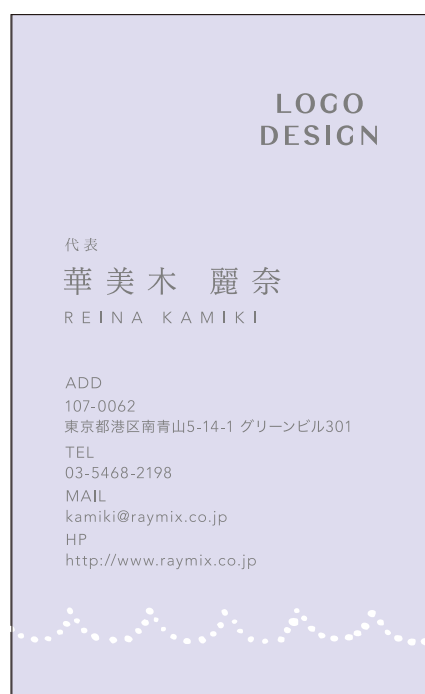 LOGO
DESIGN
代表
華美木 麗奈
REINA KAMIKI
ADD
107-0062
東京都港区南青山5-14-1 グリーンビル301
TEL
03-5468-2198
MAIL
kamiki@raymix.co.jp
HP
http://www.raymix.co.jp